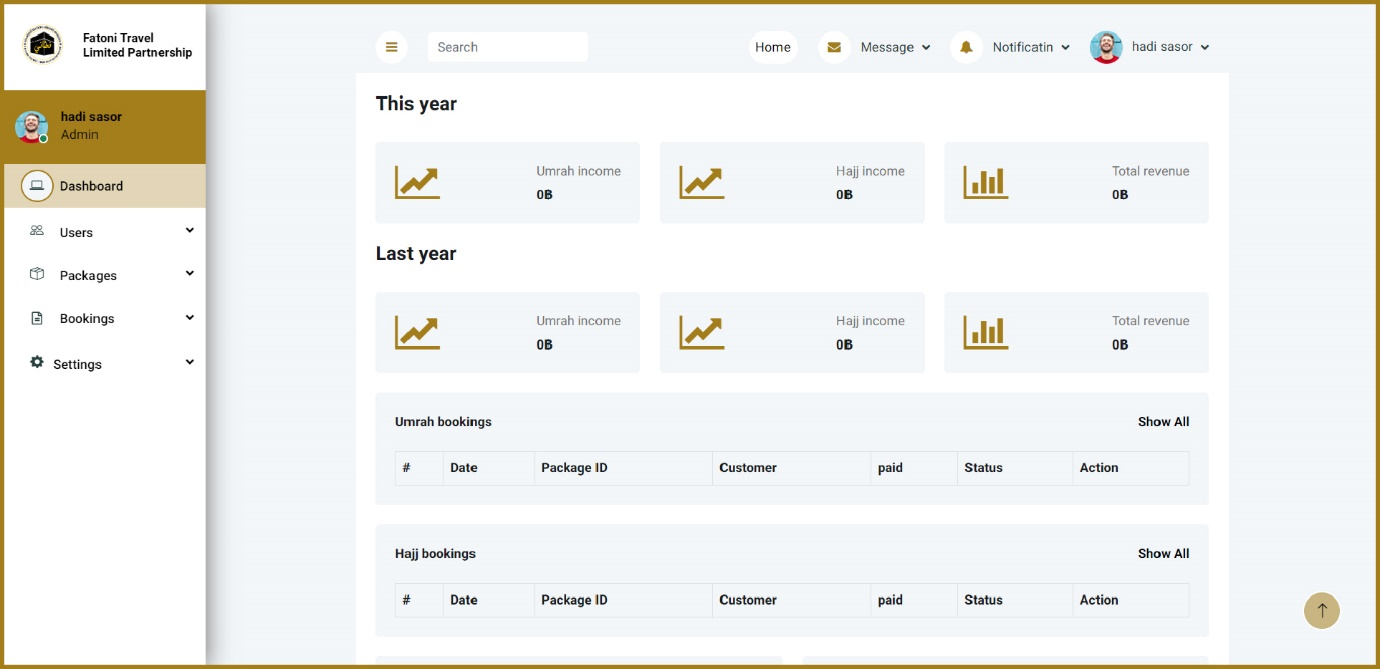 Fatoni Travel
Limited Partnership
hadi sasor
Admin
Dashboard
Users
Packages
Bookings
Settings
Search
Home
Message
Notificatin
hadi sasor
This year
Umrah income
0฿
Hajj income
0฿
Total revenue
0฿
Last year
Umrah income
0฿
Hajj income
0฿
Total revenue
0฿
Umrah bookings
Show All
# Date Package ID Customer paid Status Action
Hajj bookings
Show All
# Date Package ID Customer paid Status Action